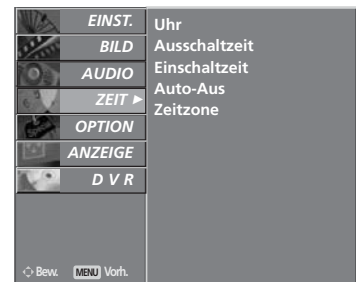 EINST.
BILD
AUDIO
ZEIT ▶
OPTION
ANZEIGE
D V R
Bew. MENU Vorh.
Uhr
Ausschaltzeit
Einschaltzeit
Auto-Aus
Zeitzone